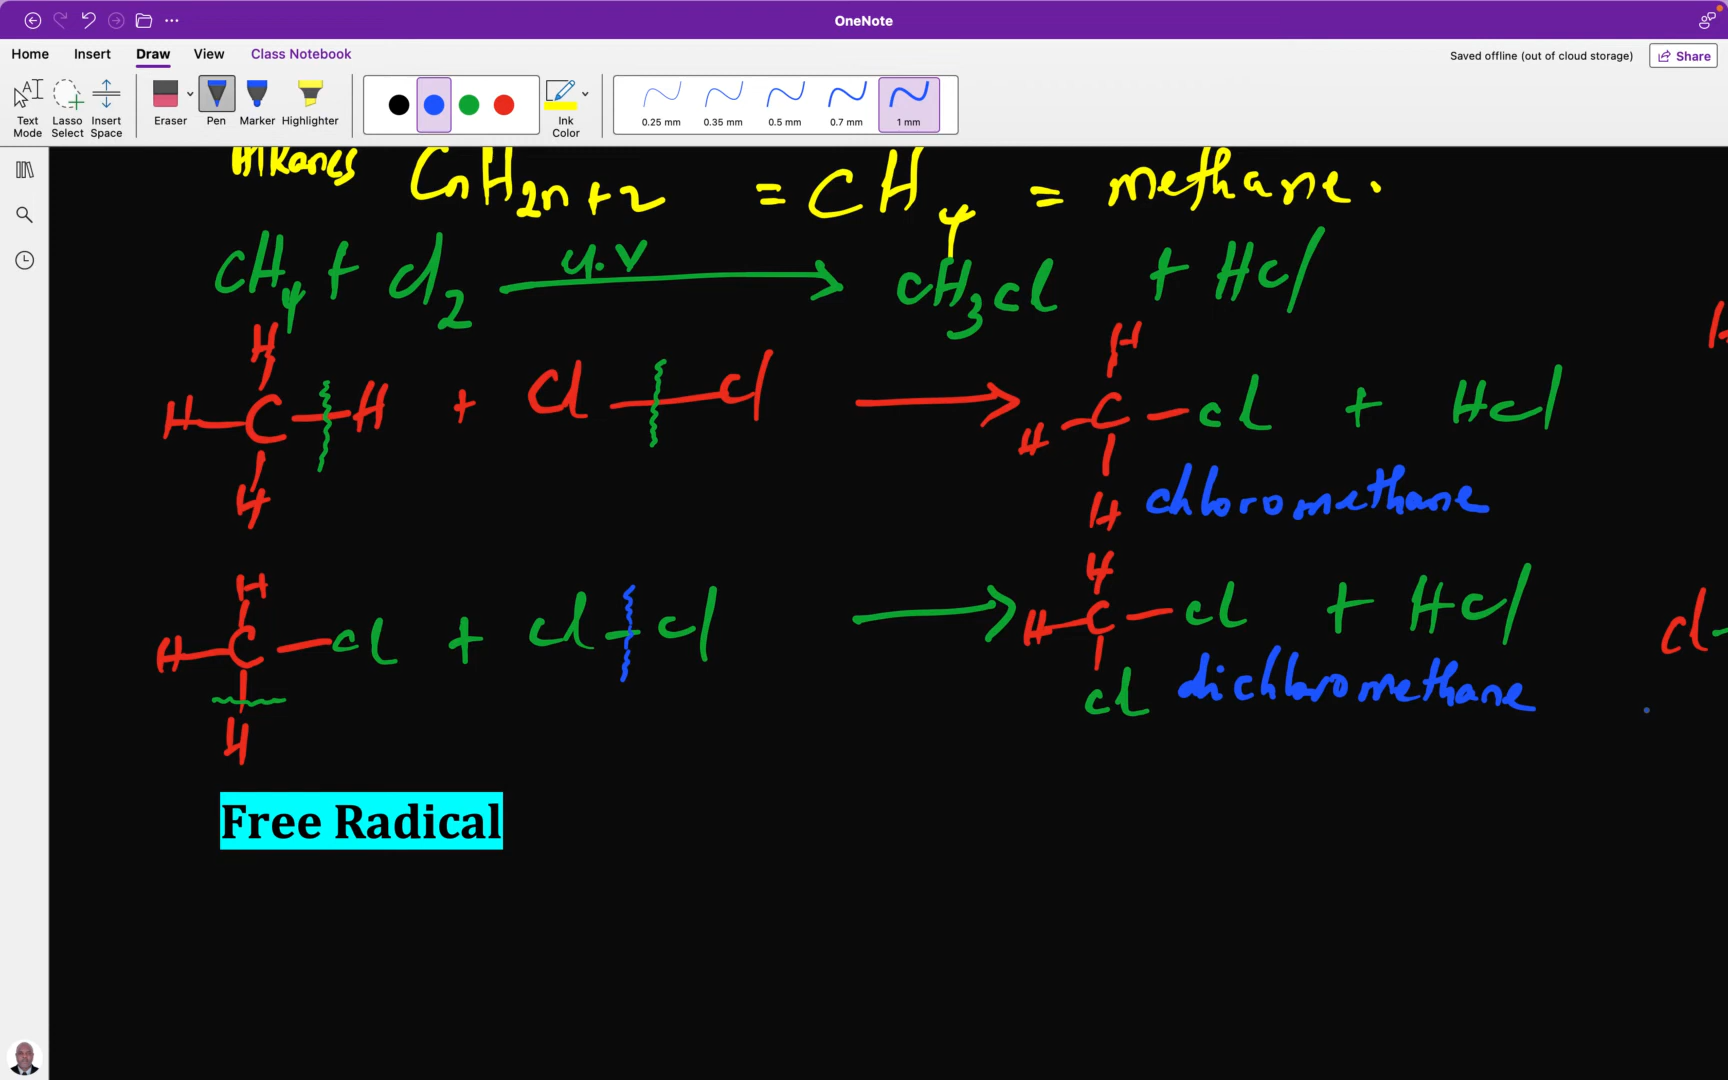 OneNote
Home Insert Draw View Class Notebook
Saved offline (out of cloud storage) Share
Text Mode Lasso Select Insert Space Eraser Pen Marker Highlighter Ink Color 0.25 mm 0.35 mm 0.5 mm 0.7 mm 1 mm
Alkanes CnH2n+2 = CH4 = methane.
CH4 + Cl2 U.V CH3Cl + HCl
H H
H C H + Cl Cl H C Cl + HCl
H H chloromethane
H H
H C Cl + Cl Cl H C Cl + HCl Cl
H Cl dichloromethane
Free Radical